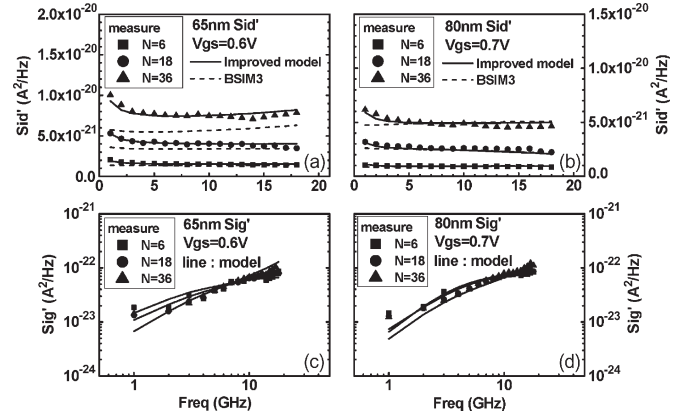 2.0x10-20
1.5x10-20
1.0x10-20
5.0x10-21
0.0
Sid' (A2/Hz)
measure
N=6
N=18
N=36
65nm Sid'
Vgs=0.6V
Improved model
BSIM3
(a)
0 5 10 15 20
measure
N=6
N=18
N=36
80nm Sid'
Vgs=0.7V
Improved model
BSIM3
(b)
0 5 10 15 20
1.5x10-20
1.0x10-20
5.0x10-21
0.0
Sid' (A2/Hz)
10-21
10-22
10-23
10-24
Sig' (A2/Hz)
measure
N=6
N=18
N=36
65nm Sig'
Vgs=0.6V
line : model
(c)
1 10
Freq (GHz)
measure
N=6
N=18
N=36
80nm Sig'
Vgs=0.7V
line : model
(d)
1 10
Freq (GHz)
10-21
10-22
10-23
10-24
Sig' (A2/Hz)